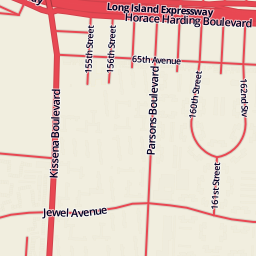 Long Island Expressway
Horace Harding Boulevard
155th Street
156th Street
65th Avenue
Kissena Boulevard
Parsons Boulevard
160th Street
162nd St
161st Street
Jewel Avenue